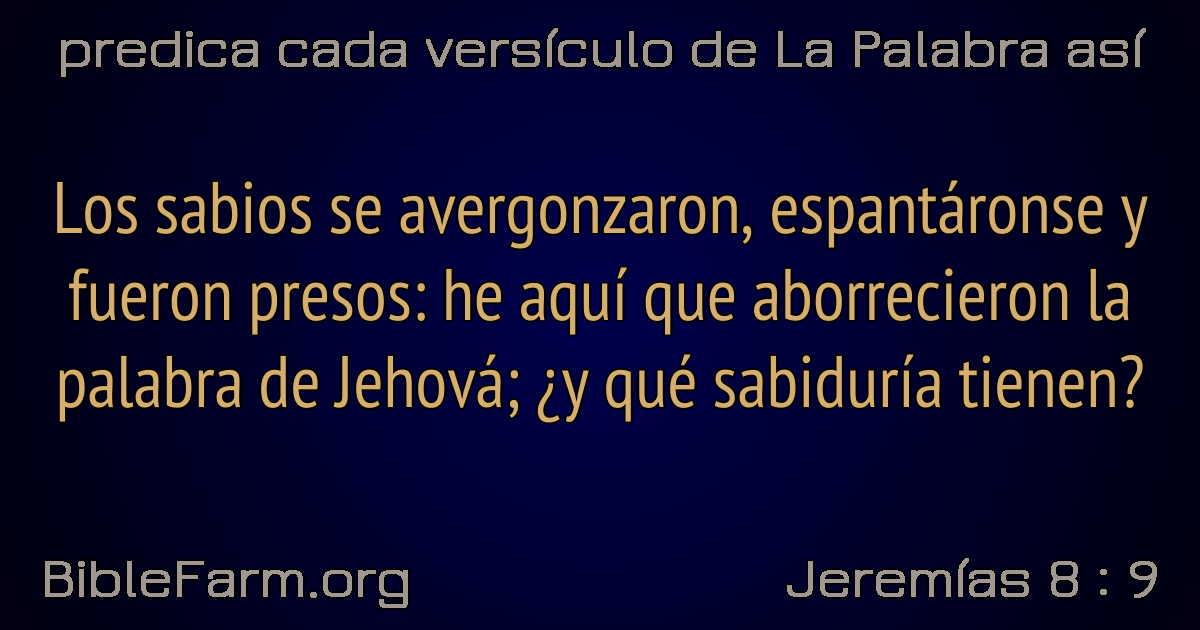 predica cada versículo de La Palabra así
Los sabios se avergonzaron, espantáronse y
fueron presos: he aquí que aborrecieron la
palabra de Jehová; ¿y qué sabiduría tienen?
BibleFarm.org
Jeremías 8 : 9